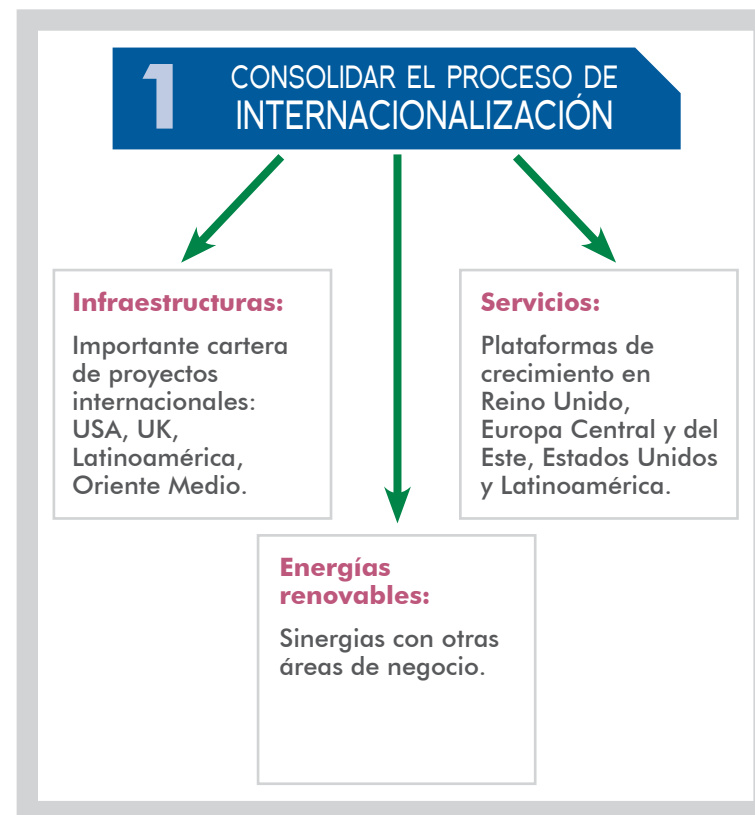 1
CONSOLIDAR EL PROCESO DE
INTERNACIONALIZACIÓN
Infraestructuras:
Importante cartera
de proyectos
internacionales:
USA, UK,
Latinoamérica,
Oriente Medio.
Servicios:
Plataformas de
crecimiento en
Reino Unido,
Europa Central y del
Este, Estados Unidos
y Latinoamérica.
Energías
renovables:
Sinergias con otras
áreas de negocio.